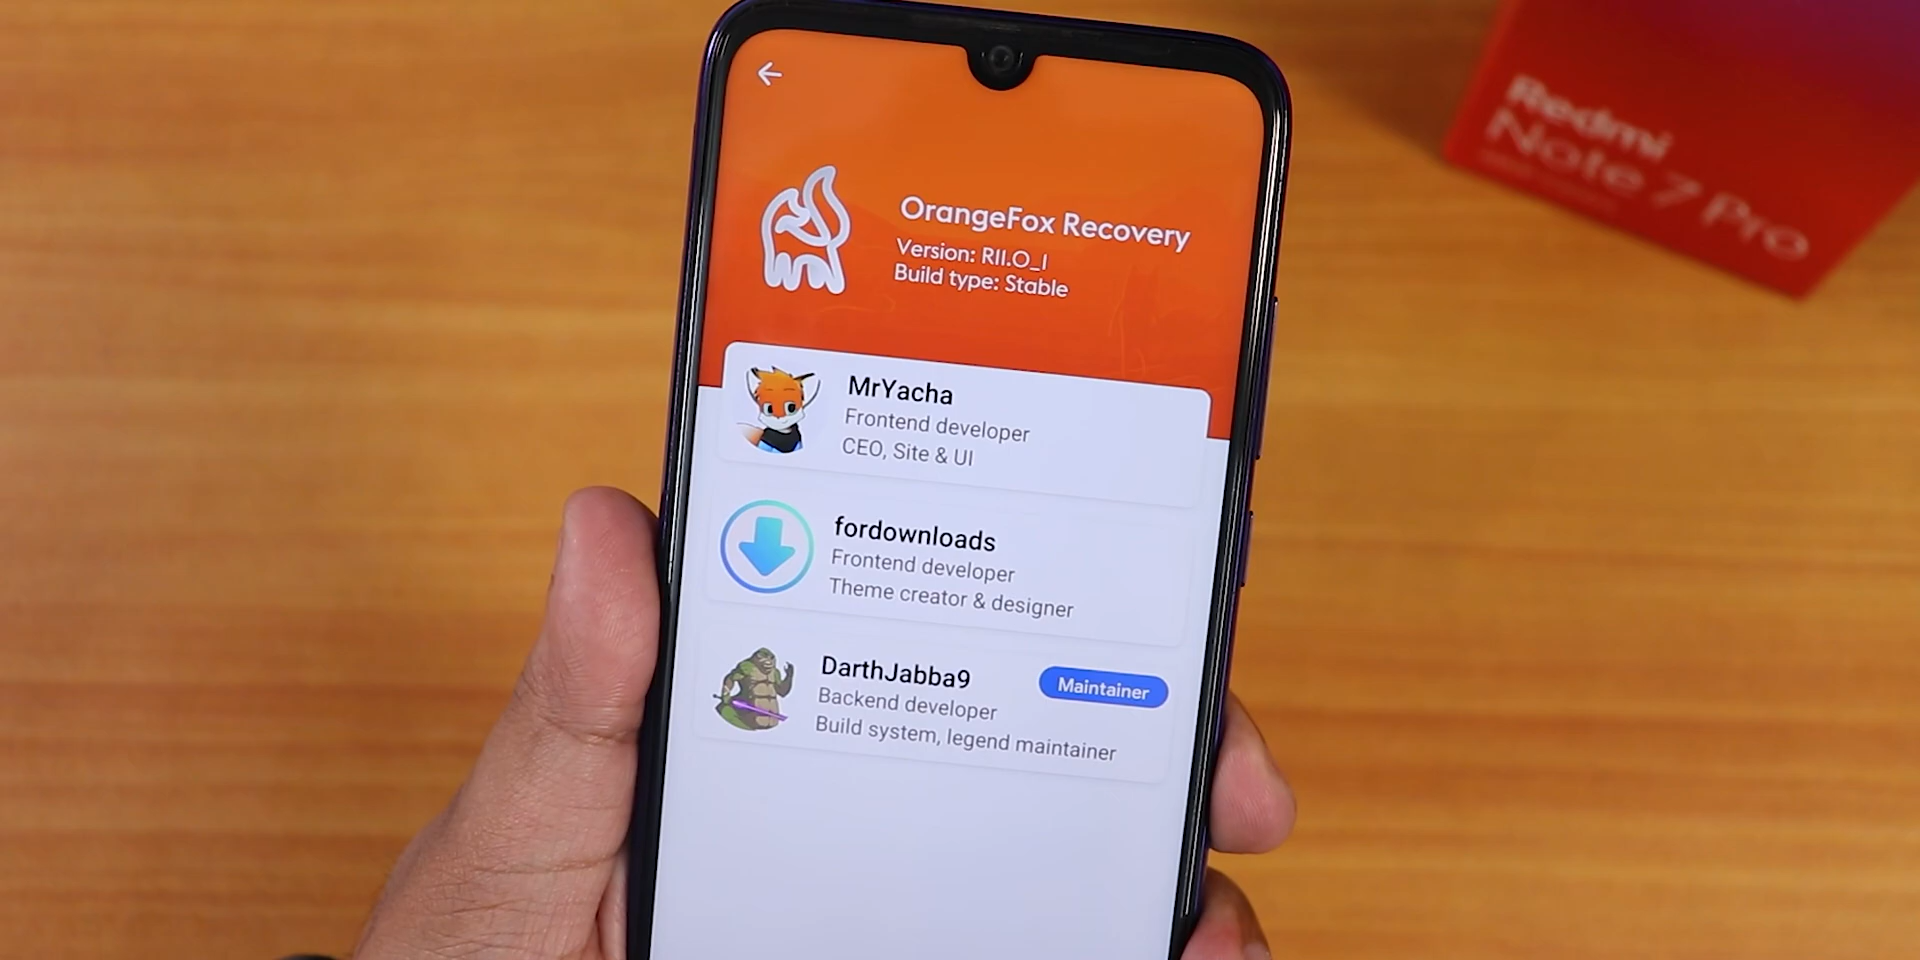 OrangeFox Recovery
Version: R11.0_1
Build type: Stable
MrYacha
Frontend developer
CEO, Site & UI
fordownloads
Frontend developer
Theme creator & designer
DarthJabba9
Maintainer
Backend developer
Build system, legend maintainer
Redmi
Note 7 Pro